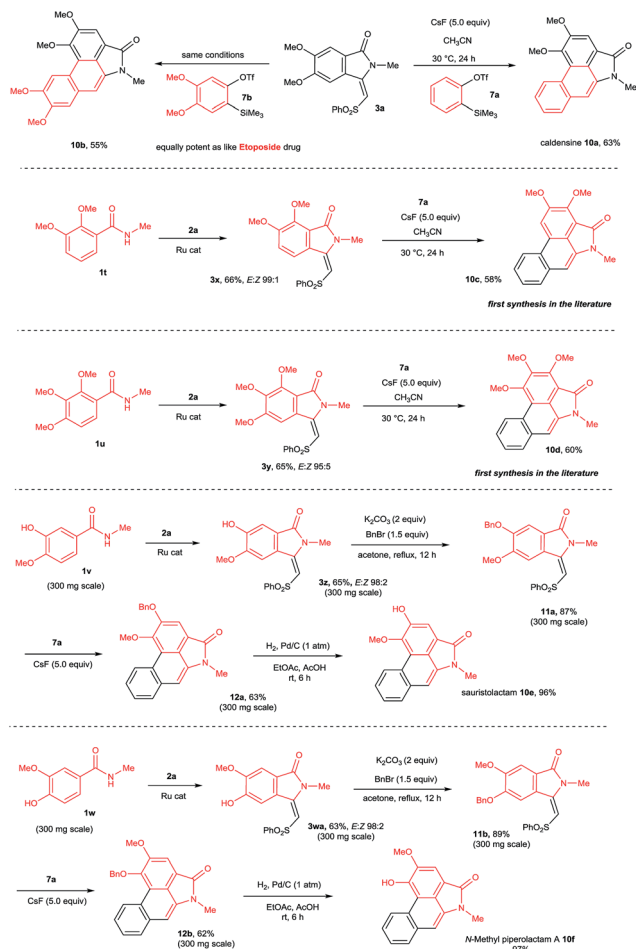 MeO
MeO
O
N
Me
MeO
MeO
10b, 55%
same conditions
MeO
OTf
7b
MeO
SiMe3
equally potent as like Etoposide drug
MeO
MeO
O
N-Me
PhO2S
3a
CsF (5.0 equiv)
CH3CN
30 °C, 24 h
OTf
7a
SiMe3
MeO
MeO
O
N
Me
caldensine 10a, 63%
OMe
MeO
O
N
H
Me
1t
2a
Ru cat
OMe
MeO
O
N-Me
PhO2S
3x, 66%, E:Z 99:1
7a
CsF (5.0 equiv)
CH3CN
30 °C, 24 h
MeO
OMe
O
N
Me
10c, 58%
first synthesis in the literature
OMe
MeO
MeO
O
N
H
Me
1u
2a
Ru cat
OMe
MeO
MeO
O
N-Me
PhO2S
3y, 65%, E:Z 95:5
7a
CsF (5.0 equiv)
CH3CN
30 °C, 24 h
MeO
OMe
MeO
O
N
Me
10d, 60%
first synthesis in the literature
HO
MeO
O
N
H
Me
1v
(300 mg scale)
2a
Ru cat
HO
MeO
O
N-Me
PhO2S
3z, 65%, E:Z 98:2
(300 mg scale)
K2CO3 (2 equiv)
BnBr (1.5 equiv)
acetone, reflux, 12 h
BnO
MeO
O
N-Me
PhO2S
11a, 87%
(300 mg scale)
7a
CsF (5.0 equiv)
BnO
MeO
O
N
Me
12a, 63%
(300 mg scale)
H2, Pd/C (1 atm)
EtOAc, AcOH
rt, 6 h
HO
MeO
O
N
Me
sauristolactam 10e, 96%
MeO
HO
O
N
H
Me
1w
(300 mg scale)
2a
Ru cat
MeO
HO
O
N-Me
PhO2S
3wa, 63%, E:Z 98:2
(300 mg scale)
K2CO3 (2 equiv)
BnBr (1.5 equiv)
acetone, reflux, 12 h
MeO
BnO
O
N-Me
PhO2S
11b, 89%
(300 mg scale)
7a
CsF (5.0 equiv)
MeO
BnO
O
N
Me
12b, 62%
(300 mg scale)
H2, Pd/C (1 atm)
EtOAc, AcOH
rt, 6 h
MeO
HO
O
N
Me
N-Methyl piperolactam A 10f
97%